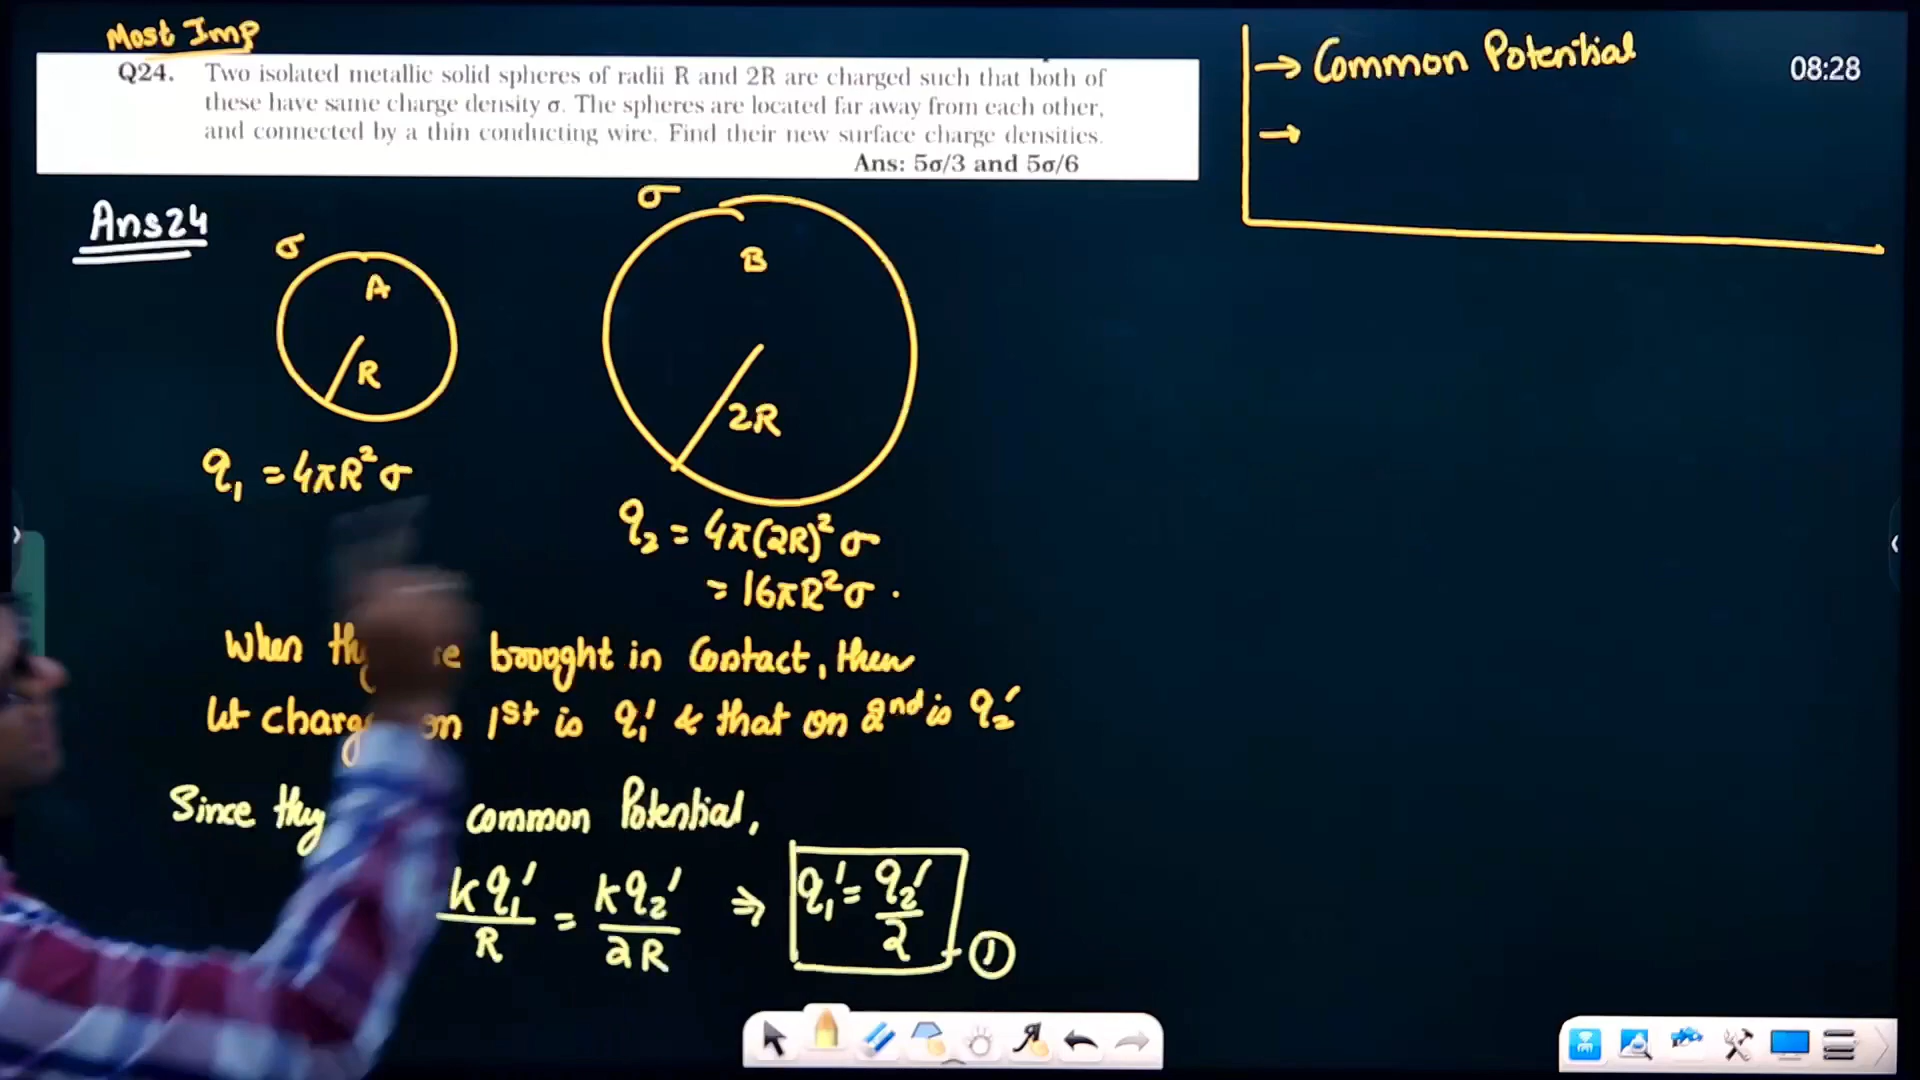 Most Imp
Q24. Two isolated metallic solid spheres of radii R and 2R are charged such that both of
these have same charge density σ. The spheres are located far away from each other,
and connected by a thin conducting wire. Find their new surface charge densities.
Ans: 5σ/3 and 5σ/6
→ Common Potential
→
08:28
Ans24
σ
A
R
q₁ = 4πR²σ
σ
B
2R
q₂ = 4π(2R)²σ
= 16πR²σ .
When brought in Contact, then
let on 1st is q₁' & that on 2nd is q₂'
Since they common Potential,
kq₁'/R = kq₂'/2R ⇒ q₁' = q₂'/2 - ①